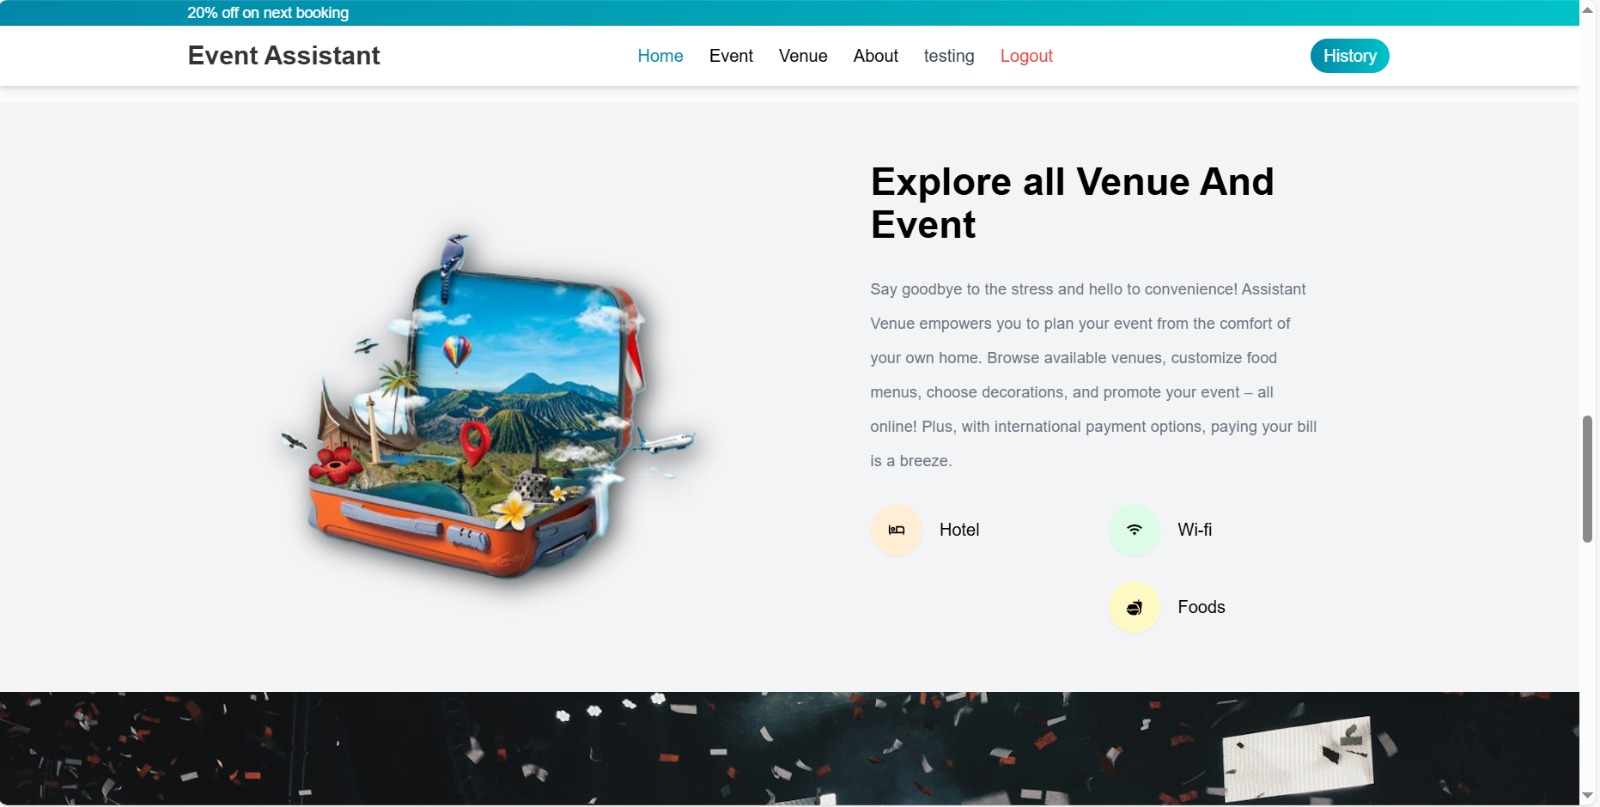 20% off on next booking
Event Assistant
Home Event Venue About testing Logout
History
Explore all Venue And
Event
Say goodbye to the stress and hello to convenience! Assistant
Venue empowers you to plan your event from the comfort of
your own home. Browse available venues, customize food
menus, choose decorations, and promote your event – all
online! Plus, with international payment options, paying your bill
is a breeze.
Hotel
Wi-fi
Foods